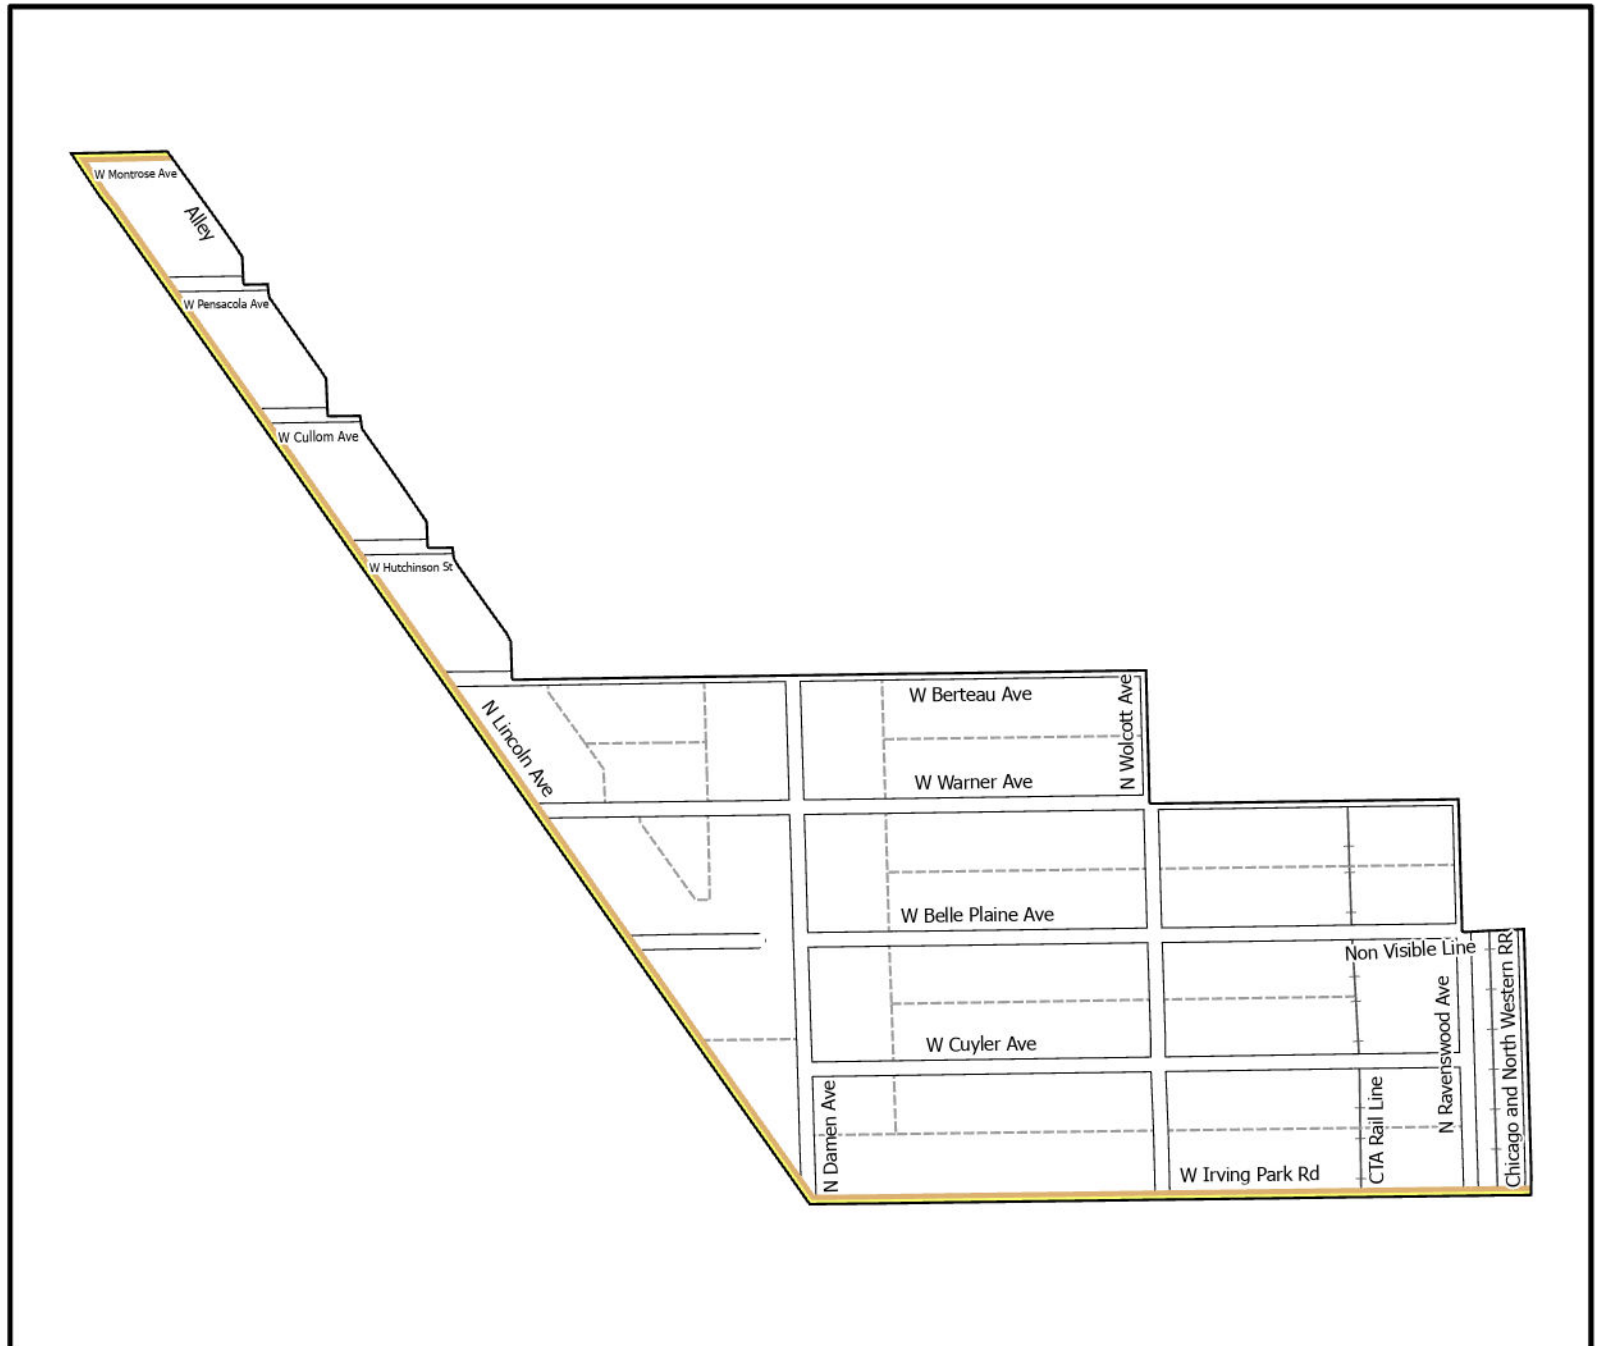 W Montrose Ave
Alley
W Pensacola Ave
W Cullom Ave
W Hutchinson St
N Lincoln Ave
W Berteau Ave
N Wolcott Ave
W Warner Ave
W Belle Plaine Ave
Non Visible Line
Chicago and North Western RR
N Ravenswood Ave
W Cuyler Ave
N Damen Ave
CTA Rail Line
W Irving Park Rd